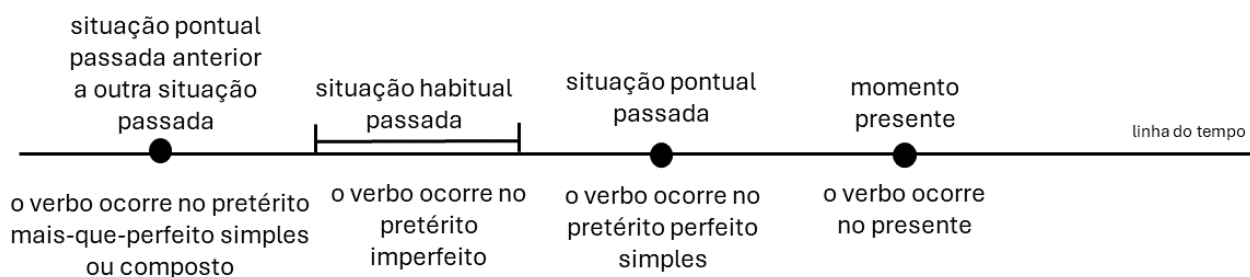 situação pontual
passada anterior
a outra situação
passada
situação habitual
passada
situação pontual
passada
momento
presente
linha do tempo
o verbo ocorre no pretérito
mais-que-perfeito simples
ou composto
o verbo ocorre no
pretérito
imperfeito
o verbo ocorre no
pretérito perfeito
simples
o verbo ocorre
no presente